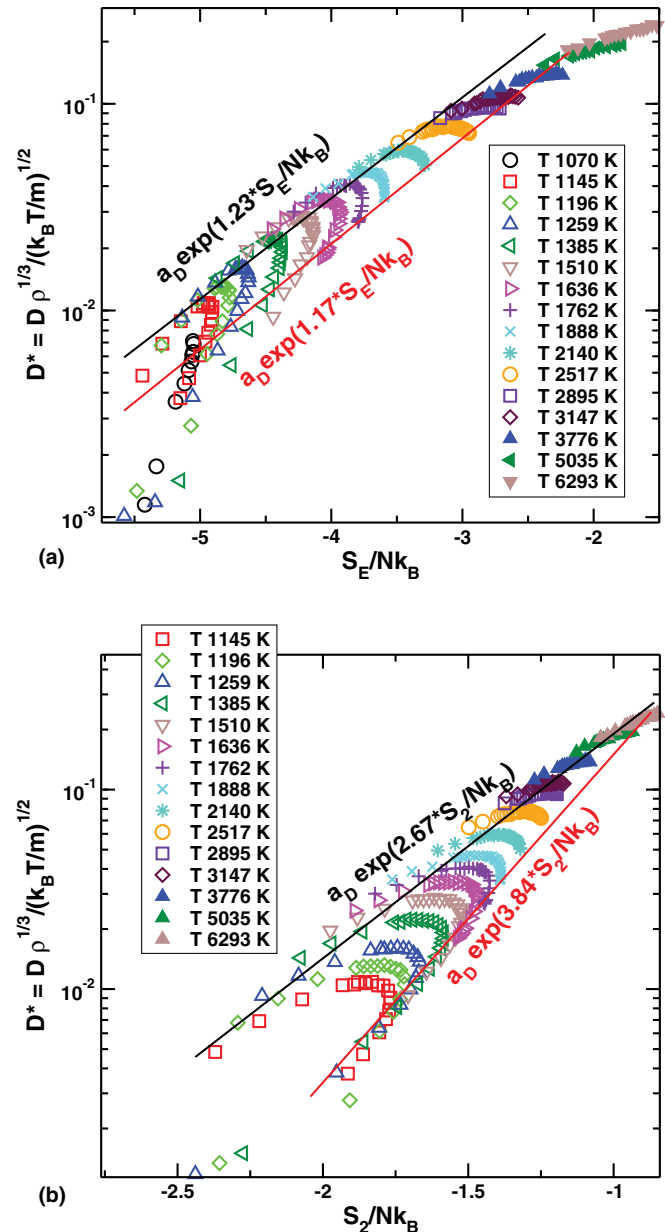 10^-1
10^-2
10^-3
D* = D ρ^1/3/(k_BT/m)^1/2
a_D exp(1.23*S_E/Nk_B)
a_D exp(1.17*S_E/Nk_B)
T 1070 K
T 1145 K
T 1196 K
T 1259 K
T 1385 K
T 1510 K
T 1636 K
T 1762 K
T 1888 K
T 2140 K
T 2517 K
T 2895 K
T 3147 K
T 3776 K
T 5035 K
T 6293 K
-5 -4 -3 -2
(a) S_E/Nk_B
T 1145 K
T 1196 K
T 1259 K
T 1385 K
T 1510 K
T 1636 K
T 1762 K
T 1888 K
T 2140 K
T 2517 K
T 2895 K
T 3147 K
T 3776 K
T 5035 K
T 6293 K
10^-1
10^-2
D* = D ρ^1/3/(k_BT/m)^1/2
a_D exp(2.67*S_2/Nk_B)
a_D exp(3.84*S_2/Nk_B)
-2.5 -2 -1.5 -1
(b) S_2/Nk_B